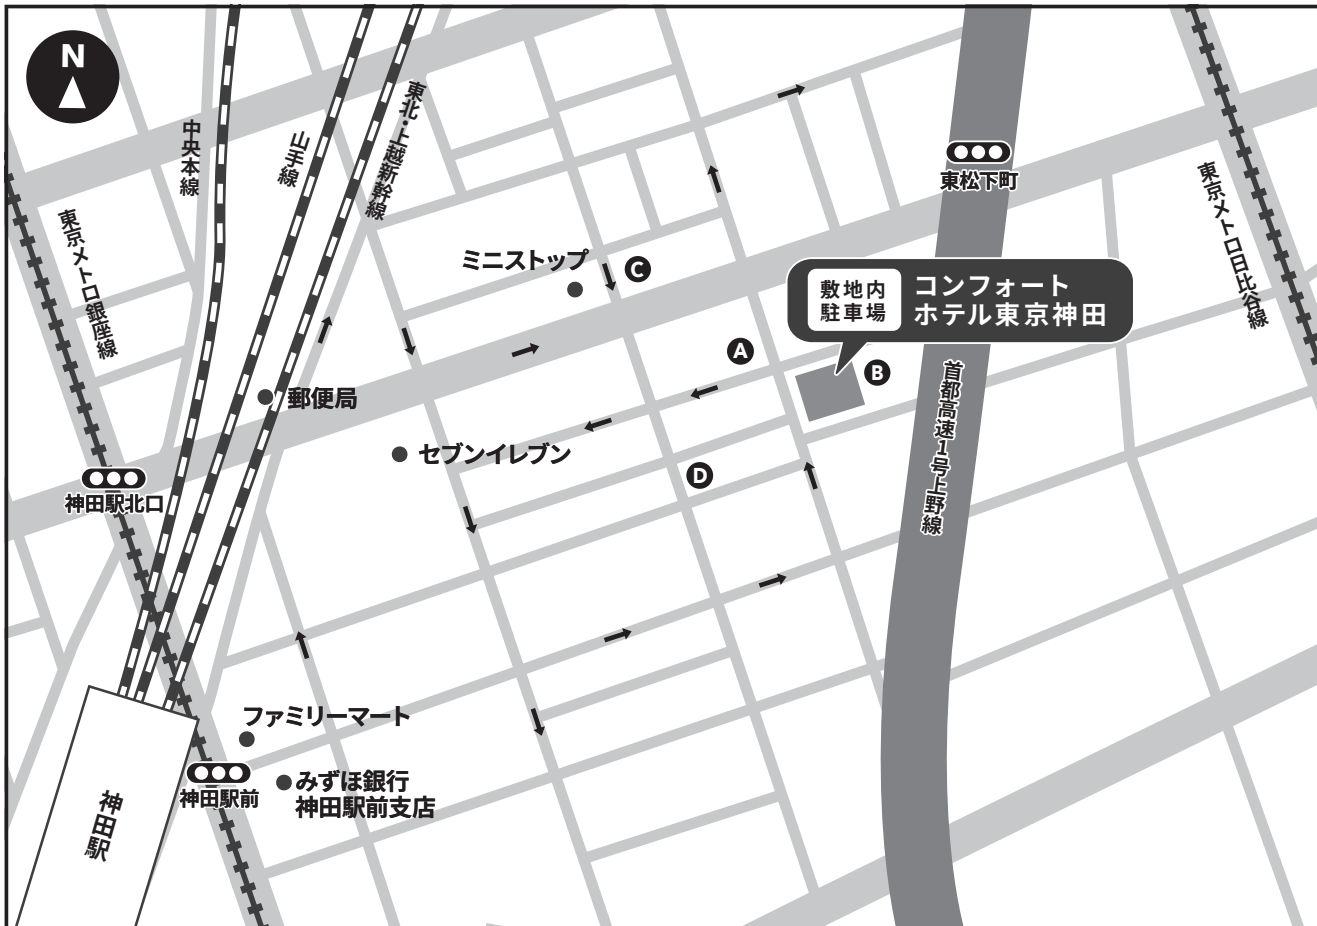 N
中央本線
山手線
東北・上越新幹線
東京メトロ銀座線
東松下町
東京メトロ日比谷線
ミニストップ
C
敷地内
駐車場
コンフォート
ホテル東京神田
A
B
郵便局
首都高速1号上野線
セブンイレブン
D
神田駅北口
ファミリーマート
神田駅前
みずほ銀行
神田駅前支店
神田駅